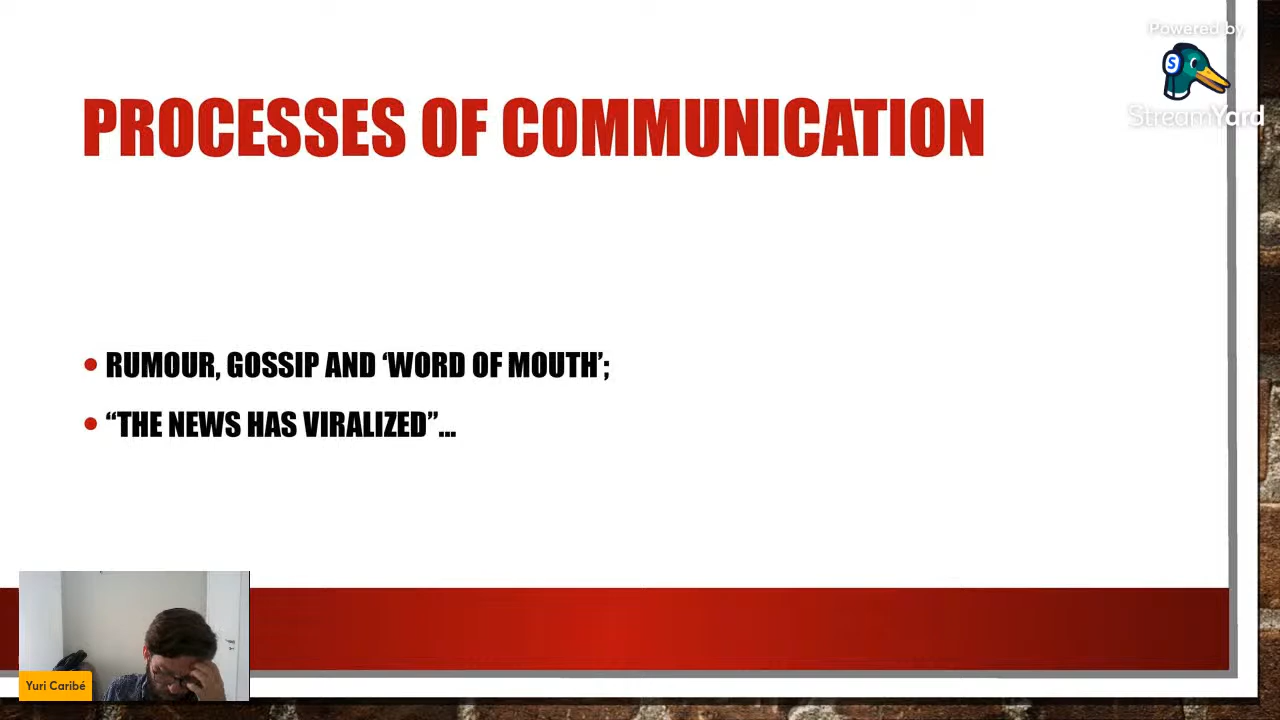 Powered by
S
StreamYard
PROCESSES OF COMMUNICATION
• RUMOUR, GOSSIP AND ‘WORD OF MOUTH’;
• “THE NEWS HAS VIRALIZED”...
Yuri Caribé